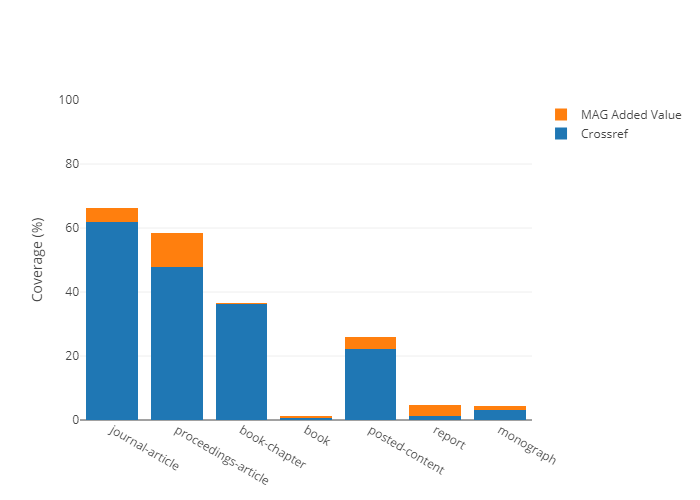 100
80
60
40
20
0
Coverage (%)
journal-article
proceedings-article
book-chapter
book
posted-content
report
monograph
MAG Added Value
Crossref